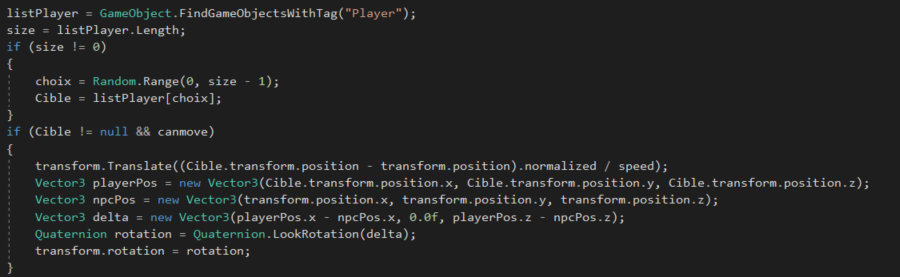 listPlayer = GameObject.FindGameObjectsWithTag("Player");
size = listPlayer.Length;
if (size != 0)
{
choix = Random.Range(0, size - 1);
Cible = listPlayer[choix];
}
if (Cible != null && canmove)
{
transform.Translate((Cible.transform.position - transform.position).normalized / speed);
Vector3 playerPos = new Vector3(Cible.transform.position.x, Cible.transform.position.y, Cible.transform.position.z);
Vector3 npcPos = new Vector3(transform.position.x, transform.position.y, transform.position.z);
Vector3 delta = new Vector3(playerPos.x - npcPos.x, 0.0f, playerPos.z - npcPos.z);
Quaternion rotation = Quaternion.LookRotation(delta);
transform.rotation = rotation;
}